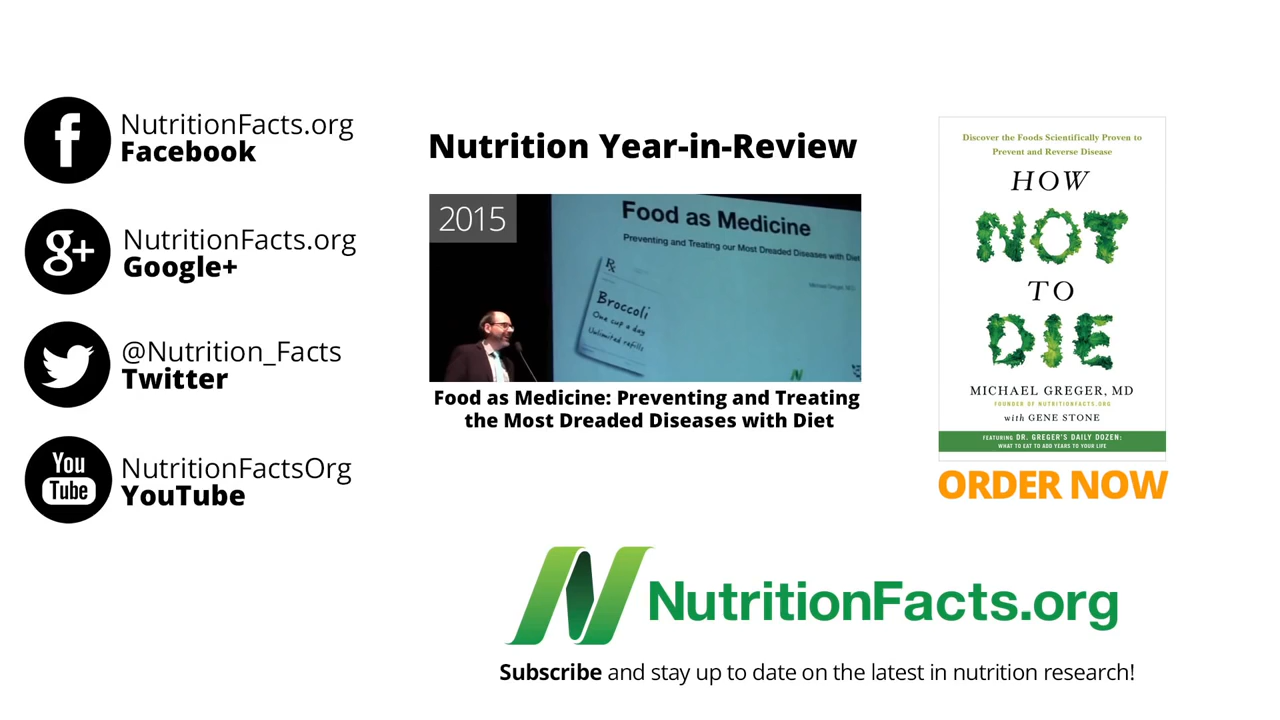 NutritionFacts.org
Facebook
g+
NutritionFacts.org
Google+
@Nutrition_Facts
Twitter
You
Tube
NutritionFactsOrg
YouTube
Nutrition Year-in-Review
2015
Food as Medicine
Preventing and Treating our Most Dreaded Diseases with Diet
Rx
Broccoli
One cup a day
Unlimited refills
Food as Medicine: Preventing and Treating
the Most Dreaded Diseases with Diet
Discover the Foods Scientifically Proven to
Prevent and Reverse Disease
HOW
NOT
TO
DIE
MICHAEL GREGER, MD
FOUNDER OF NUTRITIONFACTS.ORG
with GENE STONE
FEATURING DR. GREGER'S DAILY DOZEN:
WHAT TO EAT TO ADD YEARS TO YOUR LIFE
ORDER NOW
NutritionFacts.org
Subscribe and stay up to date on the latest in nutrition research!